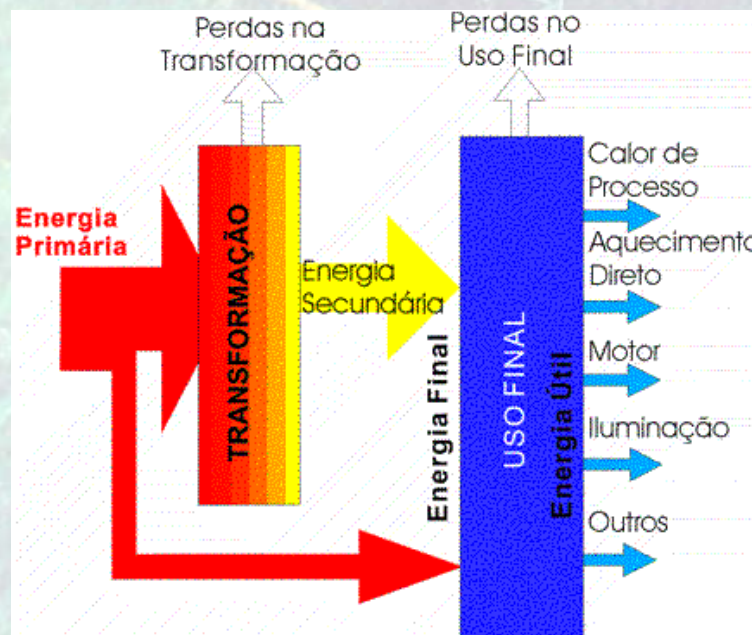 Perdas na
Transformação
Perdas no
Uso Final
Energia
Primária
TRANSFORMAÇÃO
Energia
Secundária
Energia Final
USO FINAL
Energia Útil
Calor de
Processo
Aquecimento
Direto
Motor
Iluminação
Outros